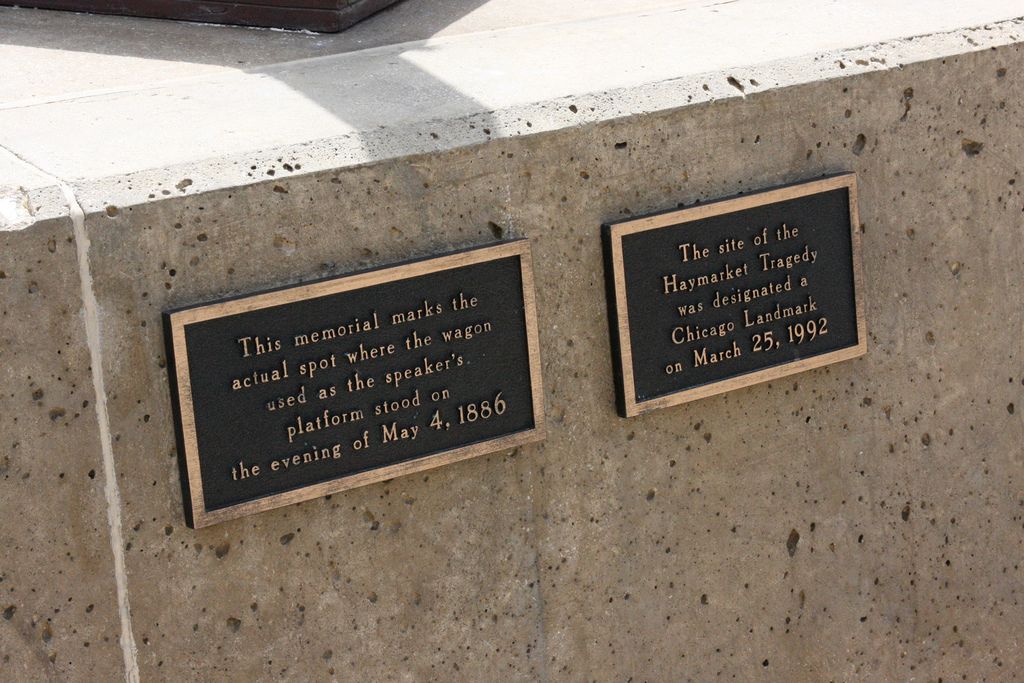 This memorial marks the
actual spot where the wagon
used as the speaker's
platform stood on
the evening of May 4, 1886
The site of the
Haymarket Tragedy
was designated a
Chicago Landmark
on March 25, 1992